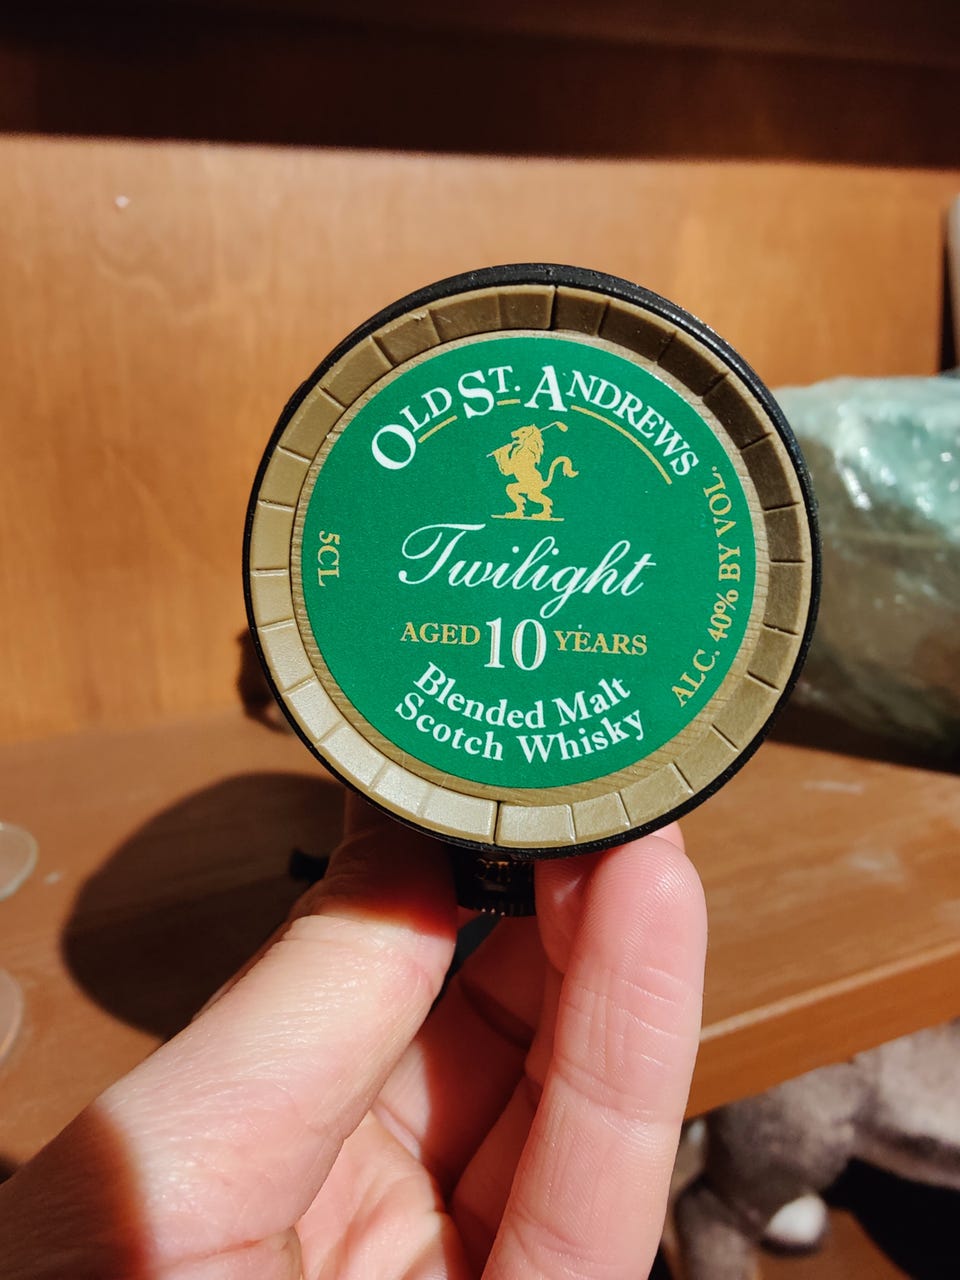 OLD ST. ANDREWS
Twilight
AGED 10 YEARS
Blended Malt
Scotch Whisky
5CL
ALC. 40% BY VOL.